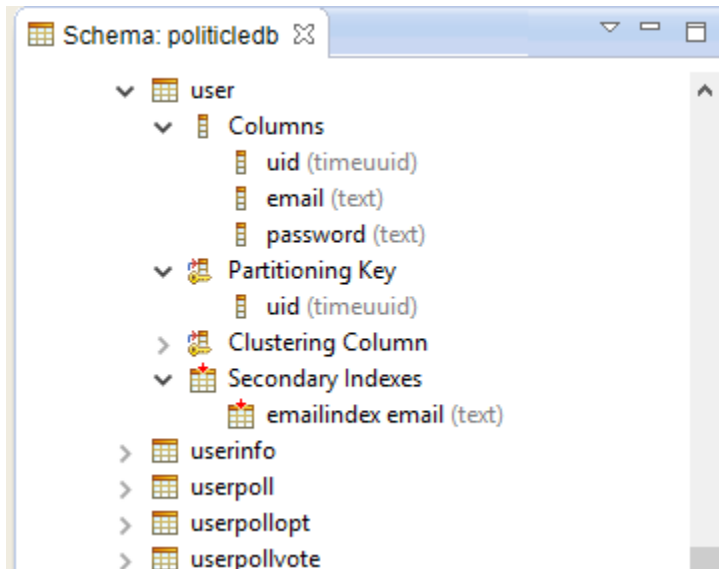 Schema: politicledb
user
Columns
uid (timeuuid)
email (text)
password (text)
Partitioning Key
uid (timeuuid)
Clustering Column
Secondary Indexes
emailindex email (text)
userinfo
userpoll
userpollopt
userpollvote